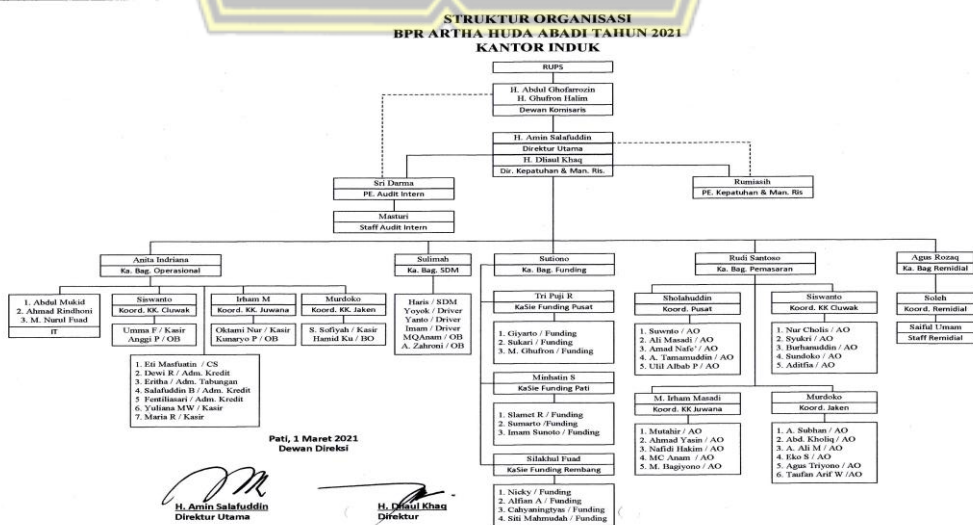 STRUKTUR ORGANISASI
BPR ARTHA HUDA ABADI TAHUN 2021
KANTOR INDUK
RUPS
H. Abdul Ghofarrozin
H. Ghufron Halim
Dewan Komisaris
H. Amin Salafuddin
Direktur Utama
H. Dliaul Khaq
Dir. Kepatuhan & Man. Ris.
Sri Darma
PE. Audit Intern
Masturi
Staff Audit Intern
Rumiasih
PE. Kepatuhan & Man. Ris
Anita Indriana
Ka. Bag. Operasional
1. Abdul Mukid
2. Ahmad Rindhoni
3. M. Nurul Fuad
IT
Siswanto
Koord. KK. Cluwak
Umma F / Kasir
Anggi P / OB
Irham M
Koord. KK. Juwana
Oktami Nur / Kasir
Kunaryo P / OB
Murdoko
Koord. KK. Jaken
S. Sofiyah / Kasir
Hamid Ku / BO
1. Eti Masfuatin / CS
2. Dewi R / Adm. Kredit
3. Eritha / Adm. Tabungan
4. Salafuddin B / Adm. Kredit
5 Fentiliasari / Adm. Kredit
6. Yuliana MW / Kasir
7. Maria R / Kasir
Sulimah
Ka. Bag. SDM
Haris / SDM
Yoyok / Driver
Yanto / Driver
Imam / Driver
MQAnam / OB
A. Zahroni / OB
Sutiono
Ka. Bag. Funding
Tri Puji R
KaSie Funding Pusat
1. Giyarto / Funding
2. Sukari / Funding
3. M. Ghufron / Funding
Minhatin S
KaSie Funding Pati
1. Slamet R / Funding
2. Sumarto /Funding
3. Imam Sunoto /Funding
Silakhul Fuad
KaSie Funding Rembang
1. Nicky / Funding
2. Alfian A / Funding
3. Cahyaningtyas / Funding
4. Siti Mahmudah / Funding
Rudi Santoso
Ka. Bag. Pemasaran
Sholahuddin
Koord. Pusat
1. Suwnto / AO
2. Ali Masadi / AO
3. Amad Nafe' / AO
4. A. Tamamuddin / AO
5. Ulil Albab P / AO
Siswanto
Koord. KK. Cluwak
1. Nur Cholis / AO
2. Syukri / AO
3. Burhamuddin / AO
4. Sundoko / AO
5. Aditfia / AO
M. Irham Masadi
Koord. KK Juwana
1. Mutahir / AO
2. Ahmad Yasin / AO
3. Nafidi Hakim / AO
4. MC Anam / AO
5. M. Bagiyono / AO
Murdoko
Koord. Jaken
1. A. Subhan / AO
2. Abd. Kholiq / AO
3. A. Ali M / AO
4. Eko S / AO
5. Agus Triyono / AO
6. Taufan Arif W /AO
Agus Rozaq
Ka. Bag Remidial
Soleh
Koord. Remidial
Saiful Umam
Staff Remidial
Pati, 1 Maret 2021
Dewan Direksi
H. Amin Salafuddin
Direktur Utama
H. Dliaul Khaq
Direktur